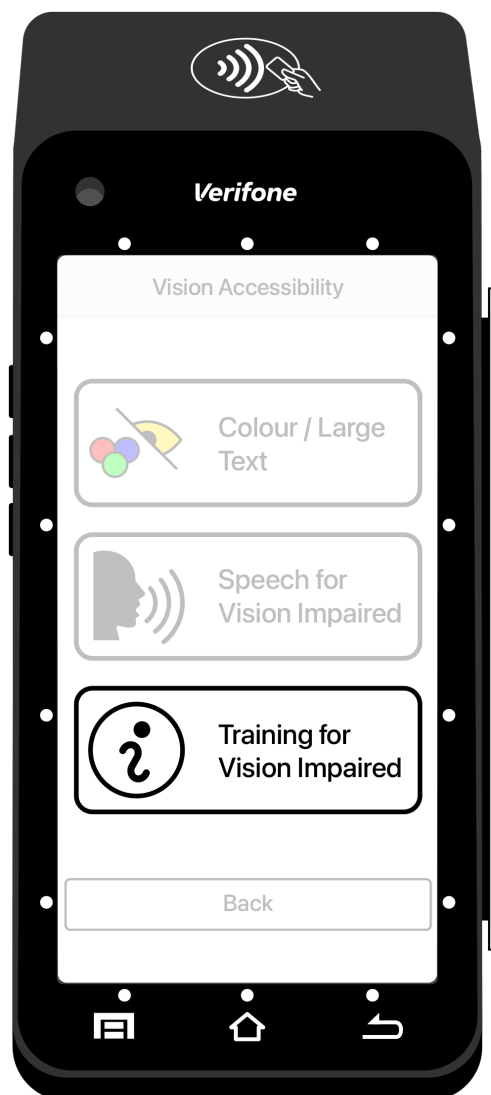 Verifone
Vision Accessibility
Colour / Large
Text
Speech for
Vision Impaired
Training for
Vision Impaired
Back